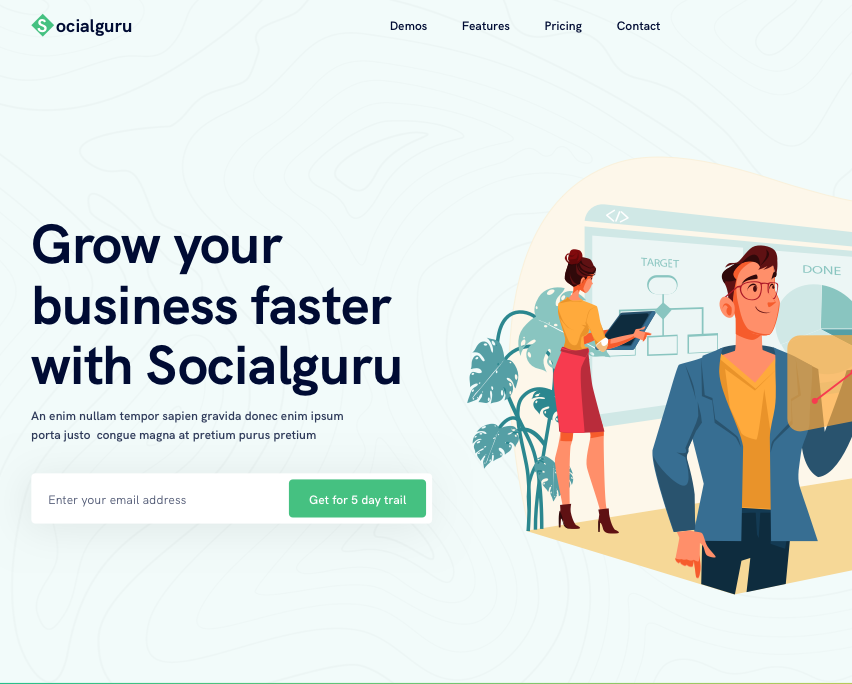 Socialguru
Demos
Features
Pricing
Contact
Grow your
business faster
with Socialguru
An enim nullam tempor sapien gravida donec enim ipsum
porta justo  congue magna at pretium purus pretium
Enter your email address
Get for 5 day trail
</>
TARGET
DONE